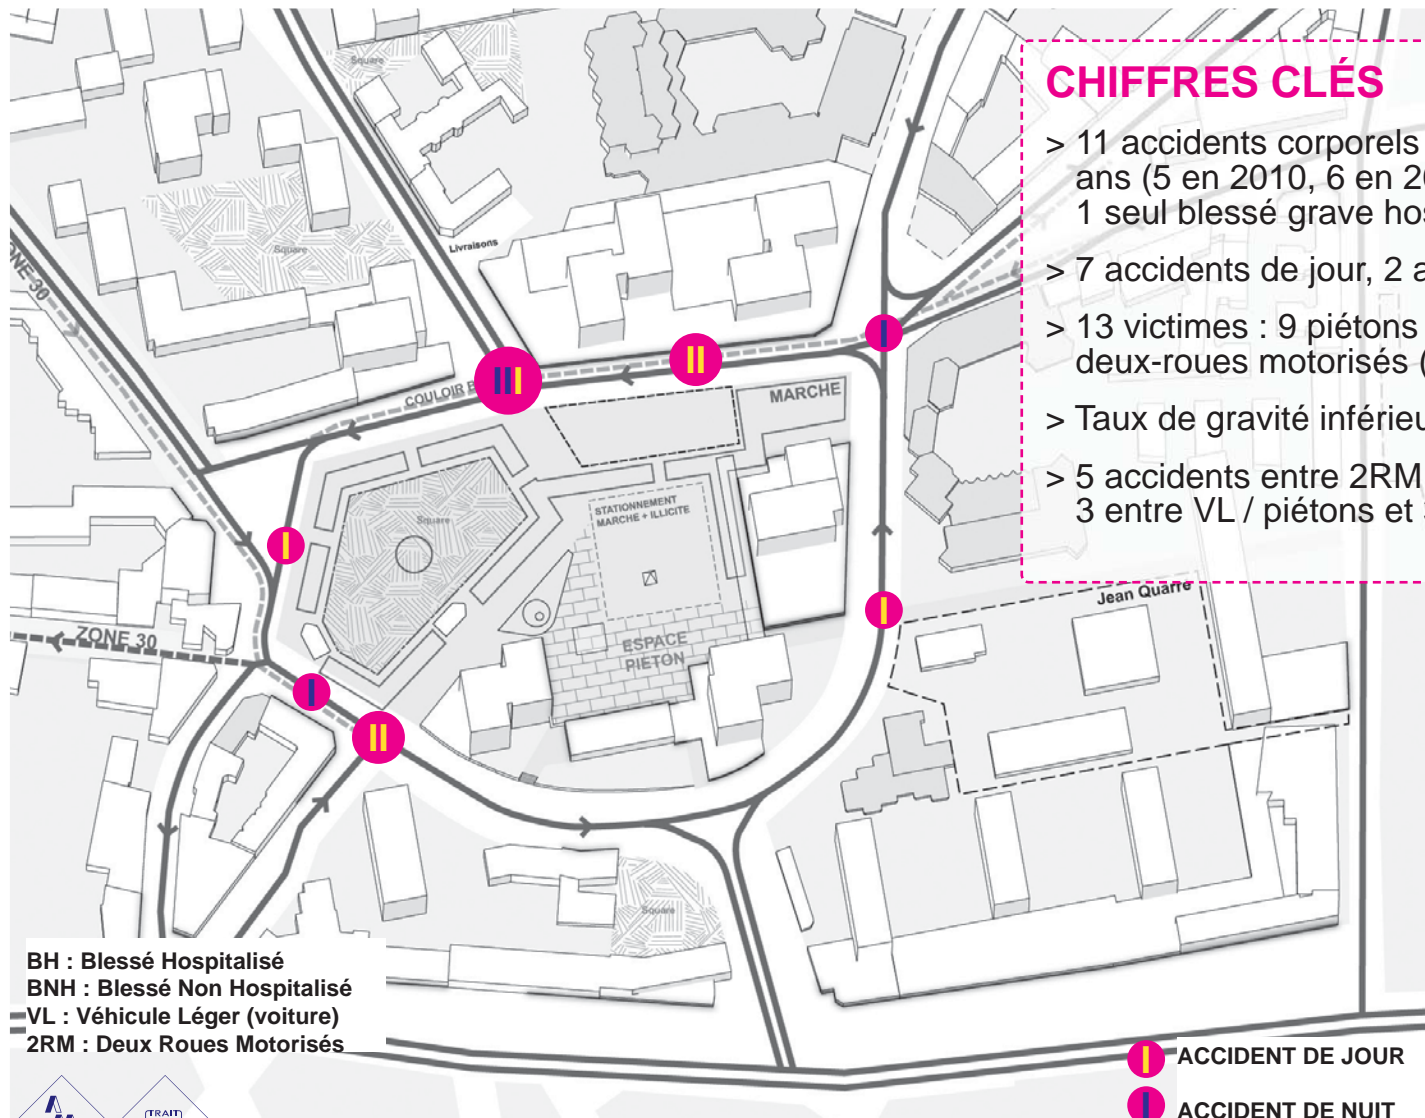 CHIFFRES CLÉS
> 11 accidents corporels
ans (5 en 2010, 6 en 20
1 seul blessé grave hos
> 7 accidents de jour, 2 a
> 13 victimes : 9 piétons
deux-roues motorisés (
> Taux de gravité inférieu
> 5 accidents entre 2RM
3 entre VL / piétons et
Square
Livraisons
Square
ZONE 30
COULOIR B
MARCHE
STATIONNEMENT
MARCHE + ILLICITE
Square
ESPACE
PIETON
Jean Quarré
ZONE 30
Square
BH : Blessé Hospitalisé
BNH : Blessé Non Hospitalisé
VL : Véhicule Léger (voiture)
2RM : Deux Roues Motorisés
ACCIDENT DE JOUR
ACCIDENT DE NUIT
TRAIT